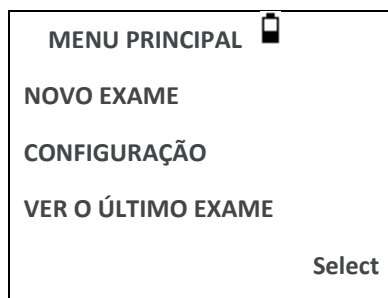 MENU PRINCIPAL
NOVO EXAME
CONFIGURAÇÃO
VER O ÚLTIMO EXAME
Select